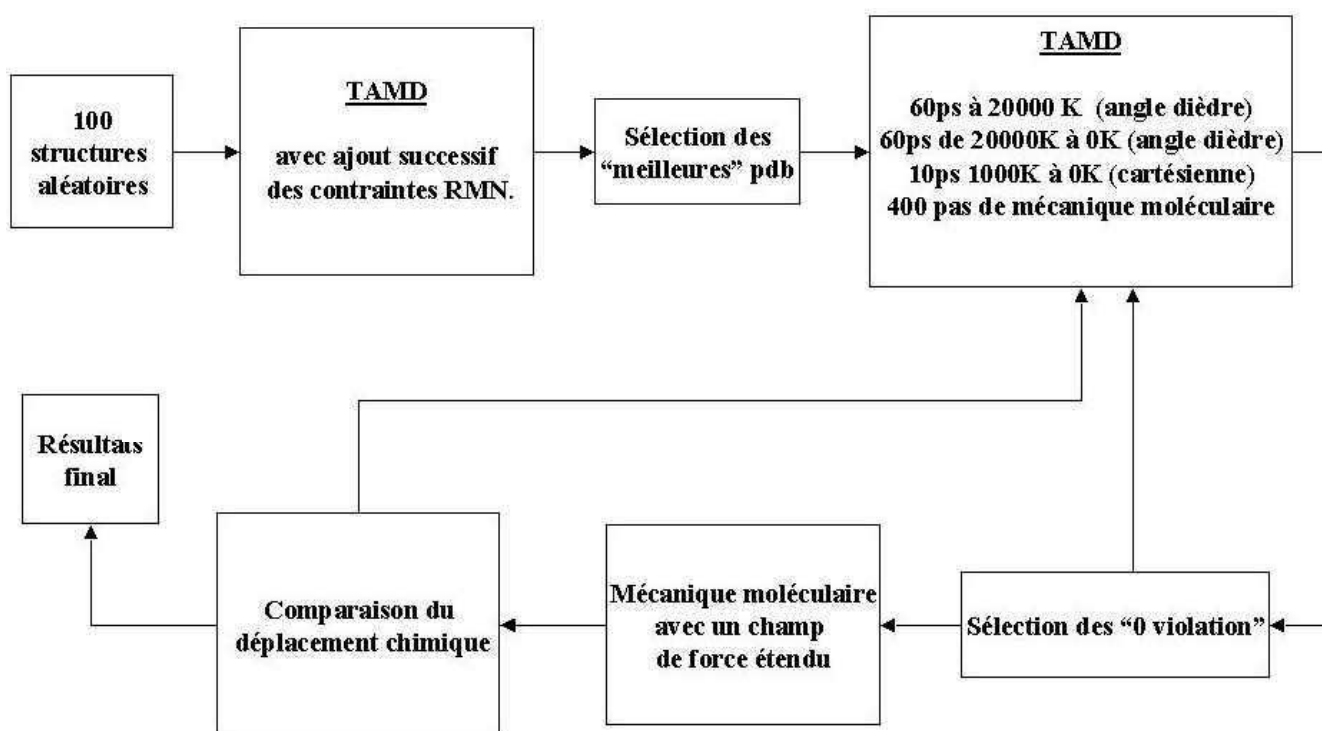 100
structures
aléatoires
TAMD
avec ajout successif
des contraintes RMN.
Sélection des
“meilleures” pdb
TAMD
60ps à 20000 K (angle dièdre)
60ps de 20000K à 0K (angle dièdre)
10ps 1000K à 0K (cartésienne)
400 pas de mécanique moléculaire
Résultats
final
Comparaison du
déplacement chimique
Mécanique moléculaire
avec un champ
de force étendu
Sélection des “0 violation”